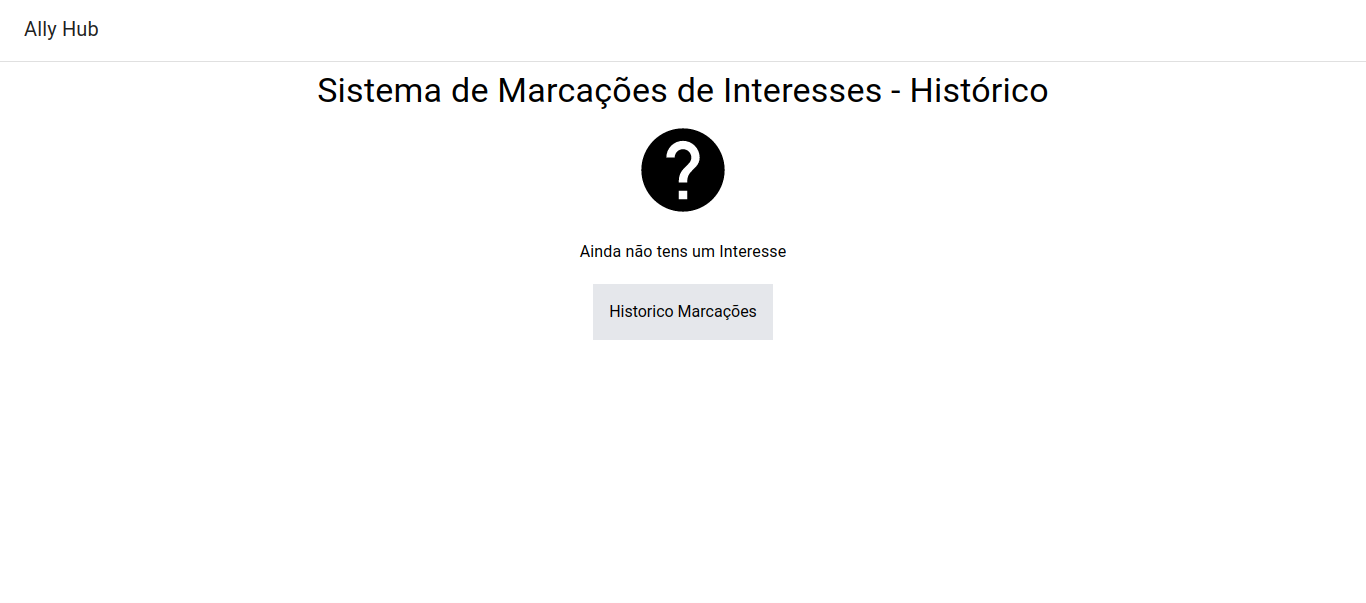 Ally Hub
Sistema de Marcações de Interesses - Histórico
?
Ainda não tens um Interesse
Historico Marcações